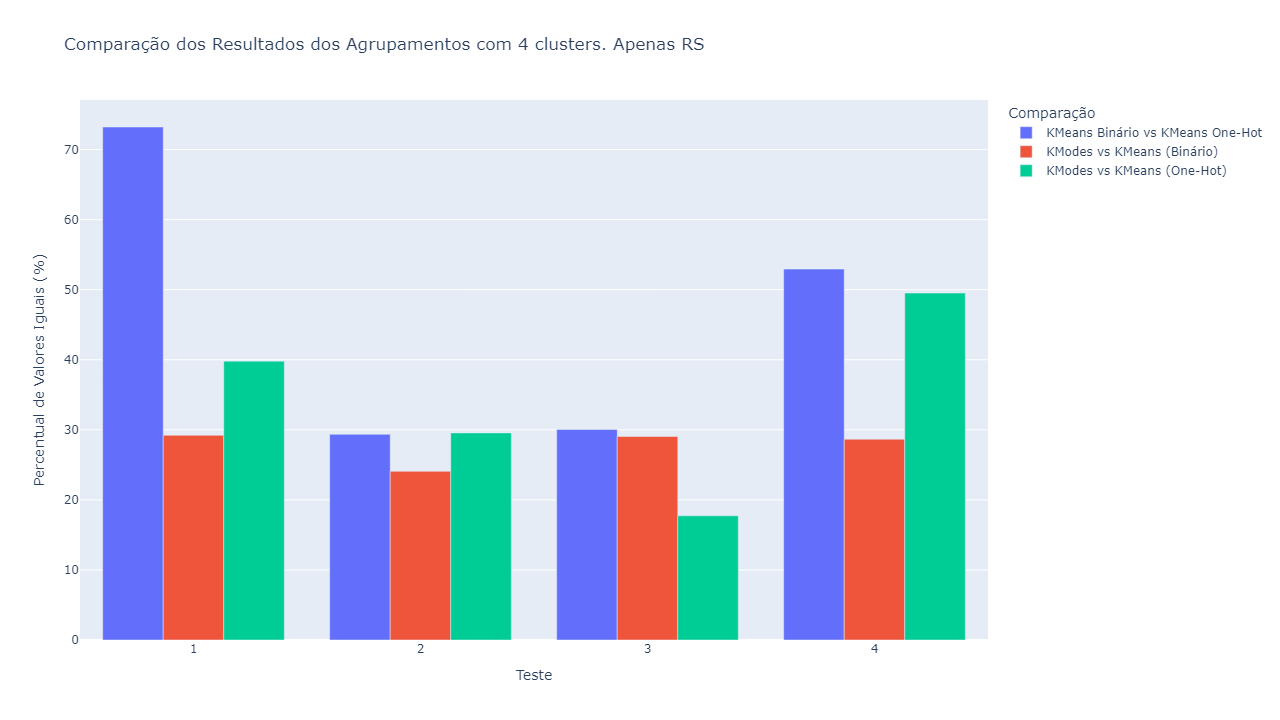 Comparação dos Resultados dos Agrupamentos com 4 clusters. Apenas RS
Comparação
KMeans Binário vs KMeans One-Hot
KModes vs KMeans (Binário)
KModes vs KMeans (One-Hot)
Percentual de Valores Iguais (%)
70
60
50
40
30
20
10
0
1 2 3 4
Teste